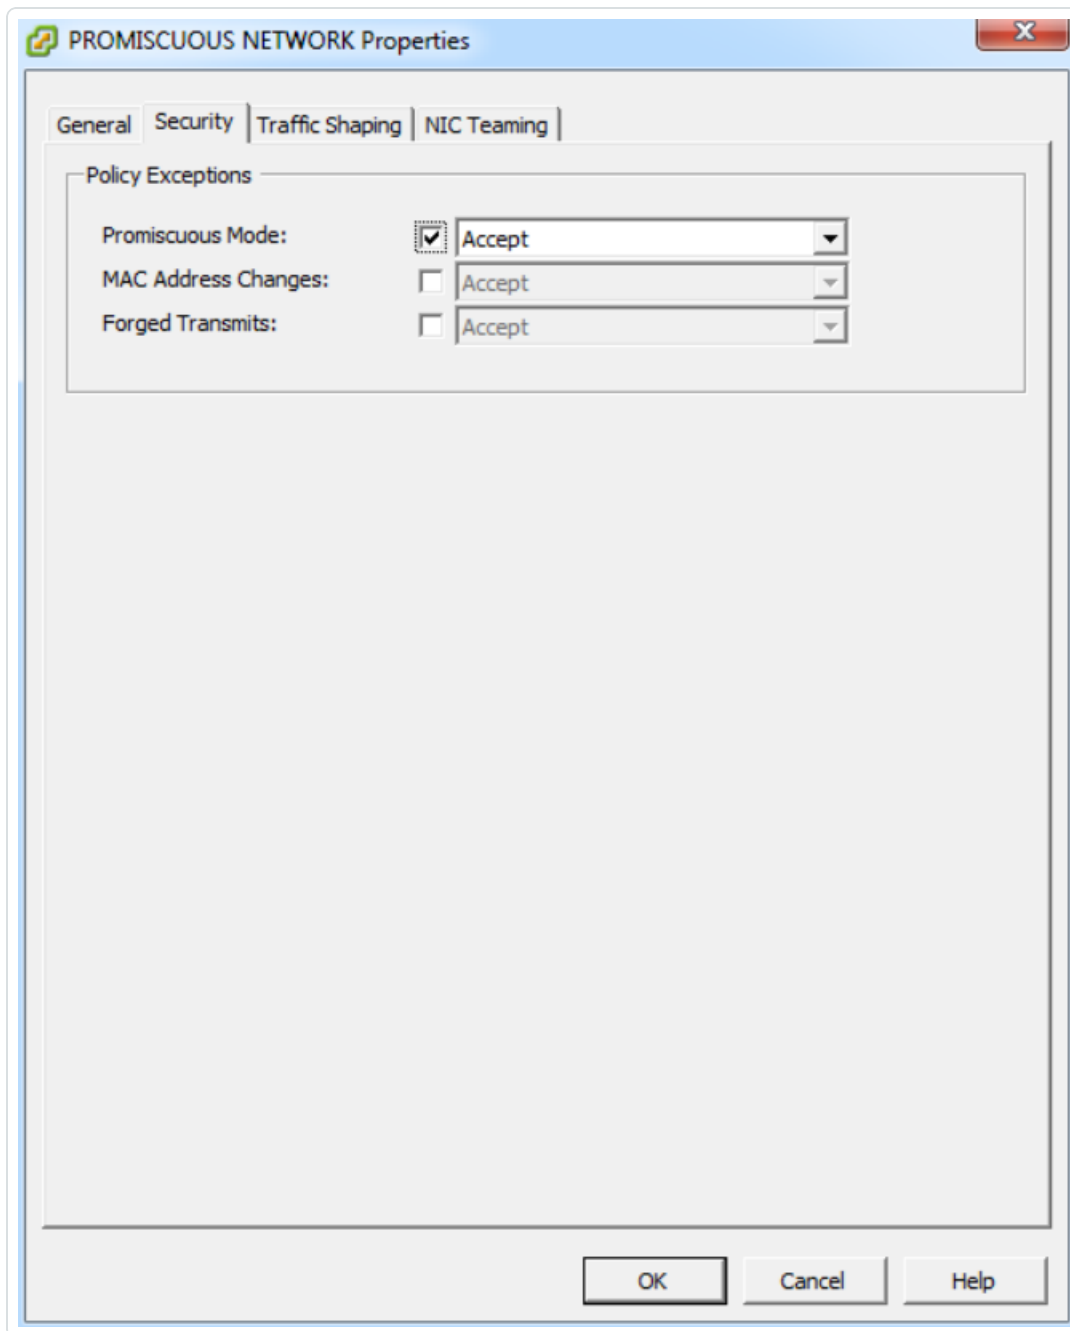 PROMISCUOUS NETWORK Properties
General Security Traffic Shaping NIC Teaming
Policy Exceptions
Promiscuous Mode: Accept
MAC Address Changes: Accept
Forged Transmits: Accept
OK Cancel Help